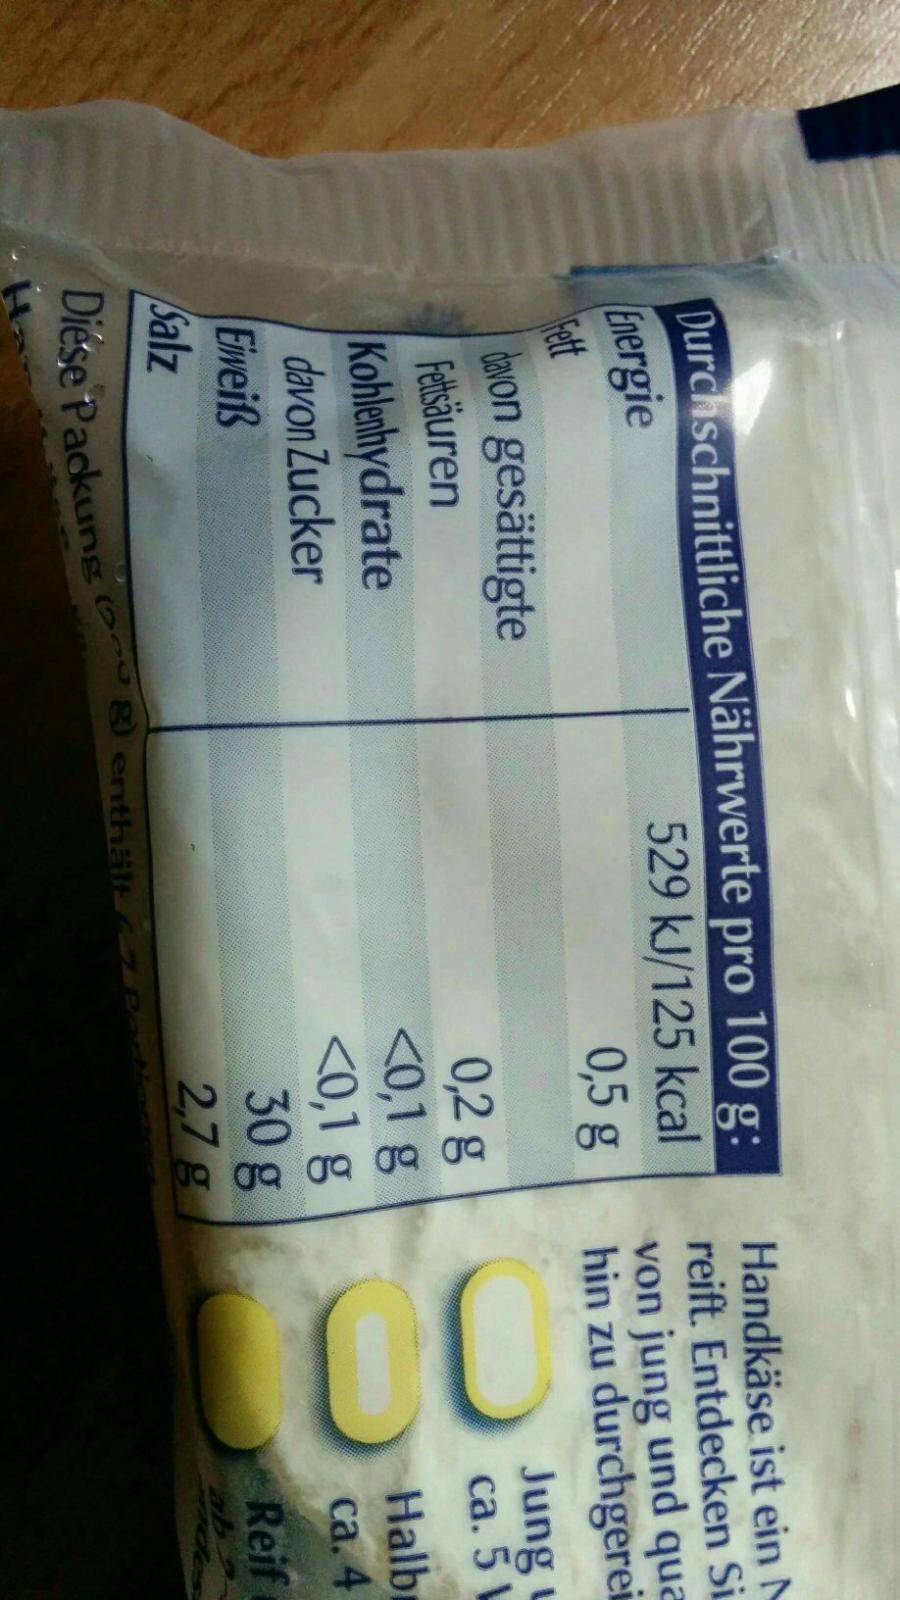 Durchschnittliche Nährwerte pro 100 g:
Energie 529 kJ/125 kcal
Fett 0,5 g
davon gesättigte
Fettsäuren 0,2 g
Kohlenhydrate <0,1 g
davon Zucker <0,1 g
Eiweiß 30 g
Salz 2,7 g
Diese Packung g) enthält
Handkäse ist ein N
reift. Entdecken Si
von jung und qua
hin zu durchgerei
Jung u
ca. 5 W
Halbr
ca. 4
Reif